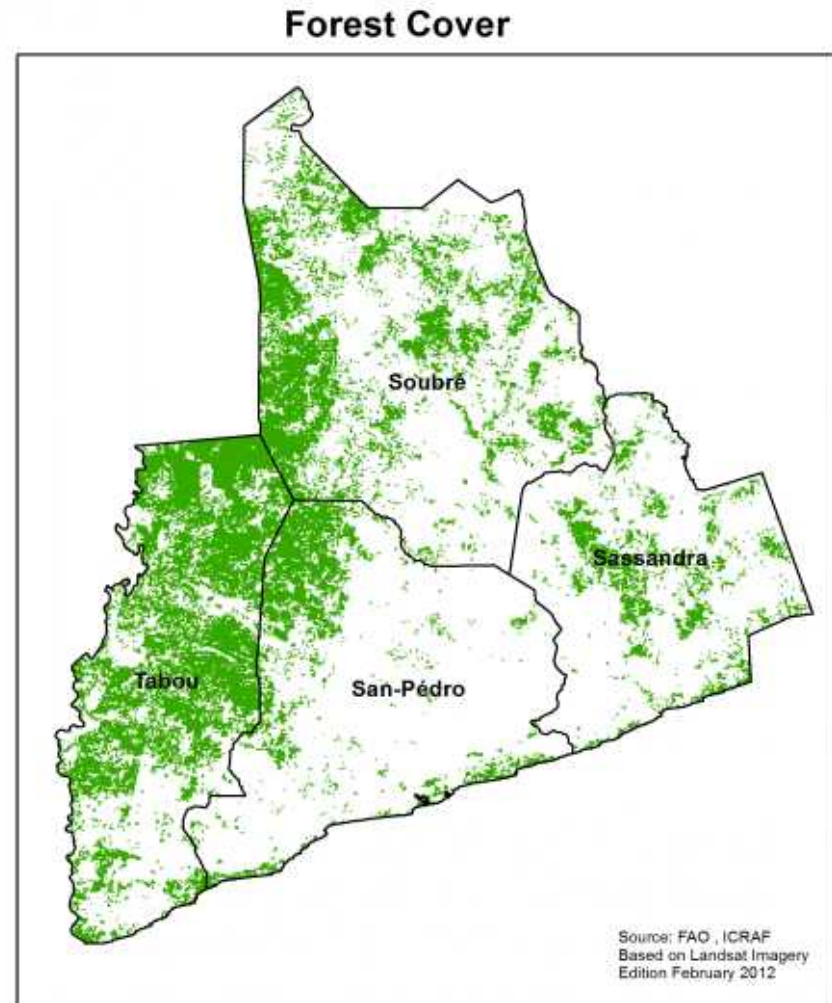 Forest Cover
Soubré
Sassandra
Tabou
San-Pédro
Source: FAO , ICRAF
Based on Landsat Imagery
Edition February 2012